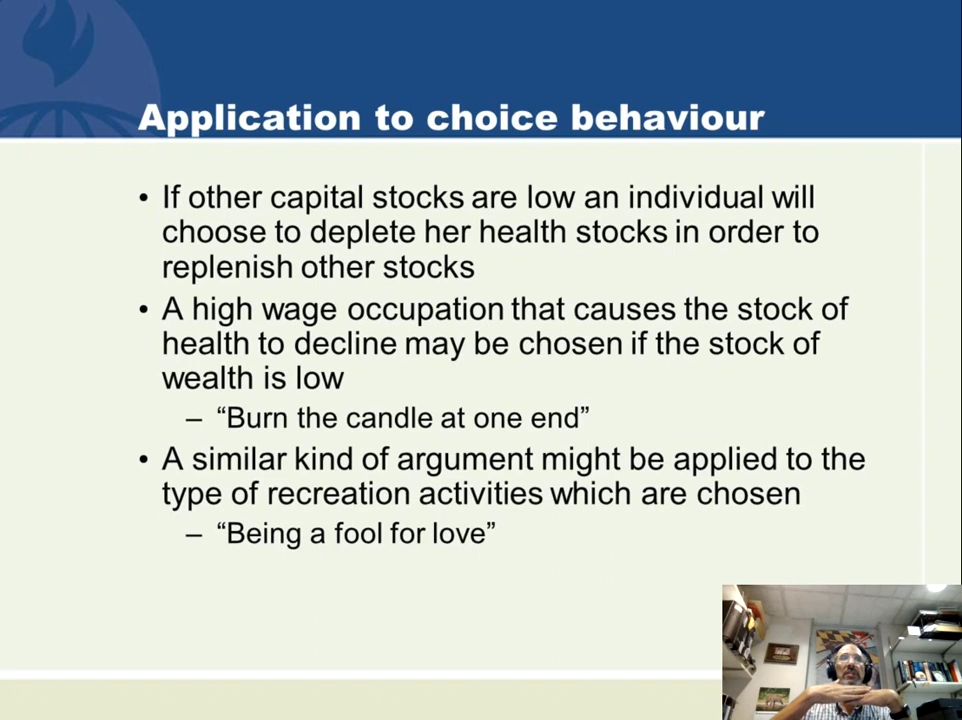 Application to choice behaviour
• If other capital stocks are low an individual will
choose to deplete her health stocks in order to
replenish other stocks
• A high wage occupation that causes the stock of
health to decline may be chosen if the stock of
wealth is low
– “Burn the candle at one end”
• A similar kind of argument might be applied to the
type of recreation activities which are chosen
– “Being a fool for love”